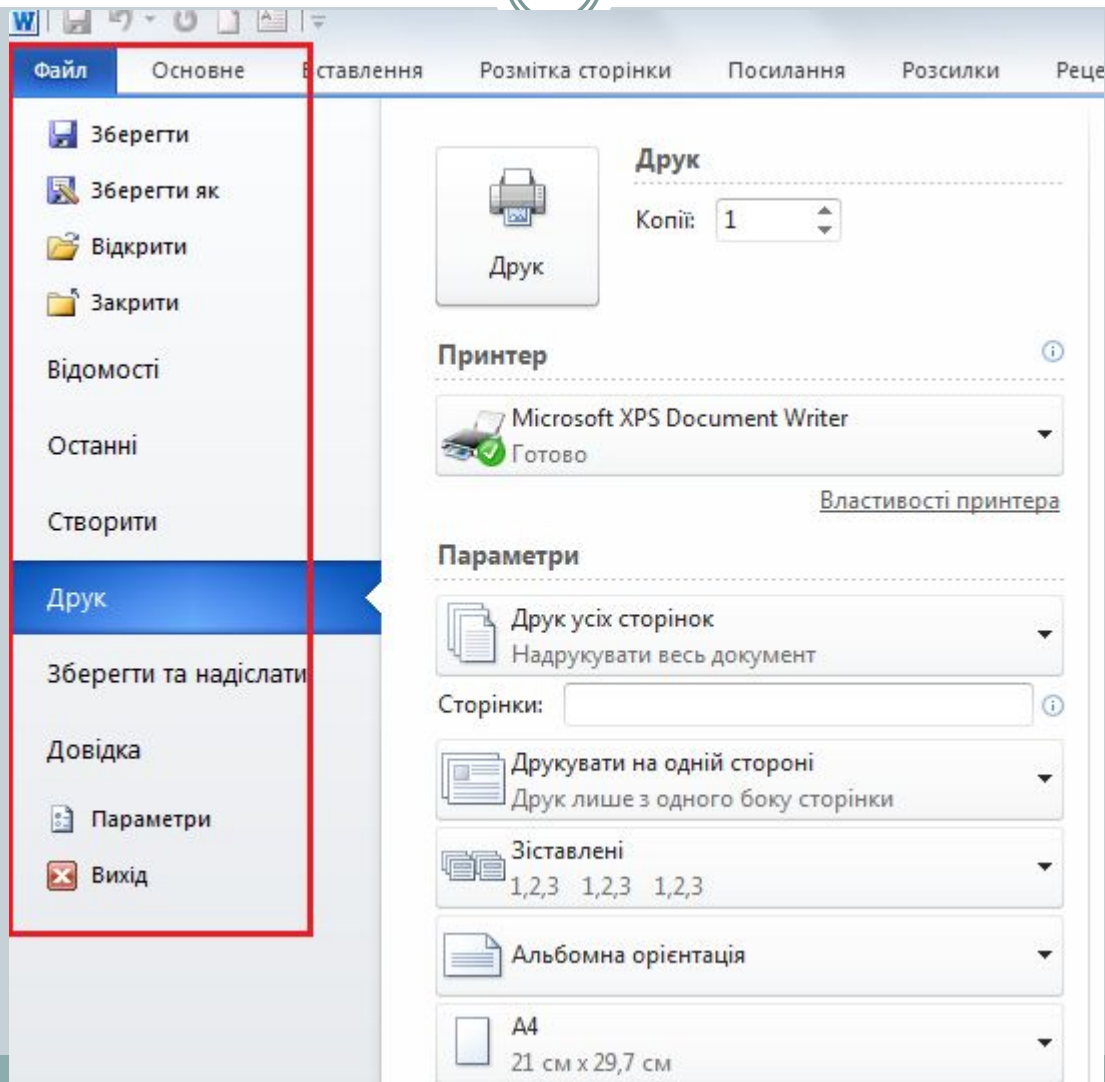 W
Файл Основне Вставлення Розмітка сторінки Посилання Розсилки Реце
Зберегти
Зберегти як
Відкрити
Закрити
Відомості
Останні
Створити
Друк
Зберегти та надіслати
Довідка
Параметри
Вихід
Друк
Друк
Копії: 1
Принтер
Microsoft XPS Document Writer
Готово
Властивості принтера
Параметри
Друк усіх сторінок
Надрукувати весь документ
Сторінки:
Друкувати на одній стороні
Друк лише з одного боку сторінки
Зіставлені
1,2,3 1,2,3 1,2,3
Альбомна орієнтація
A4
21 см x 29,7 см